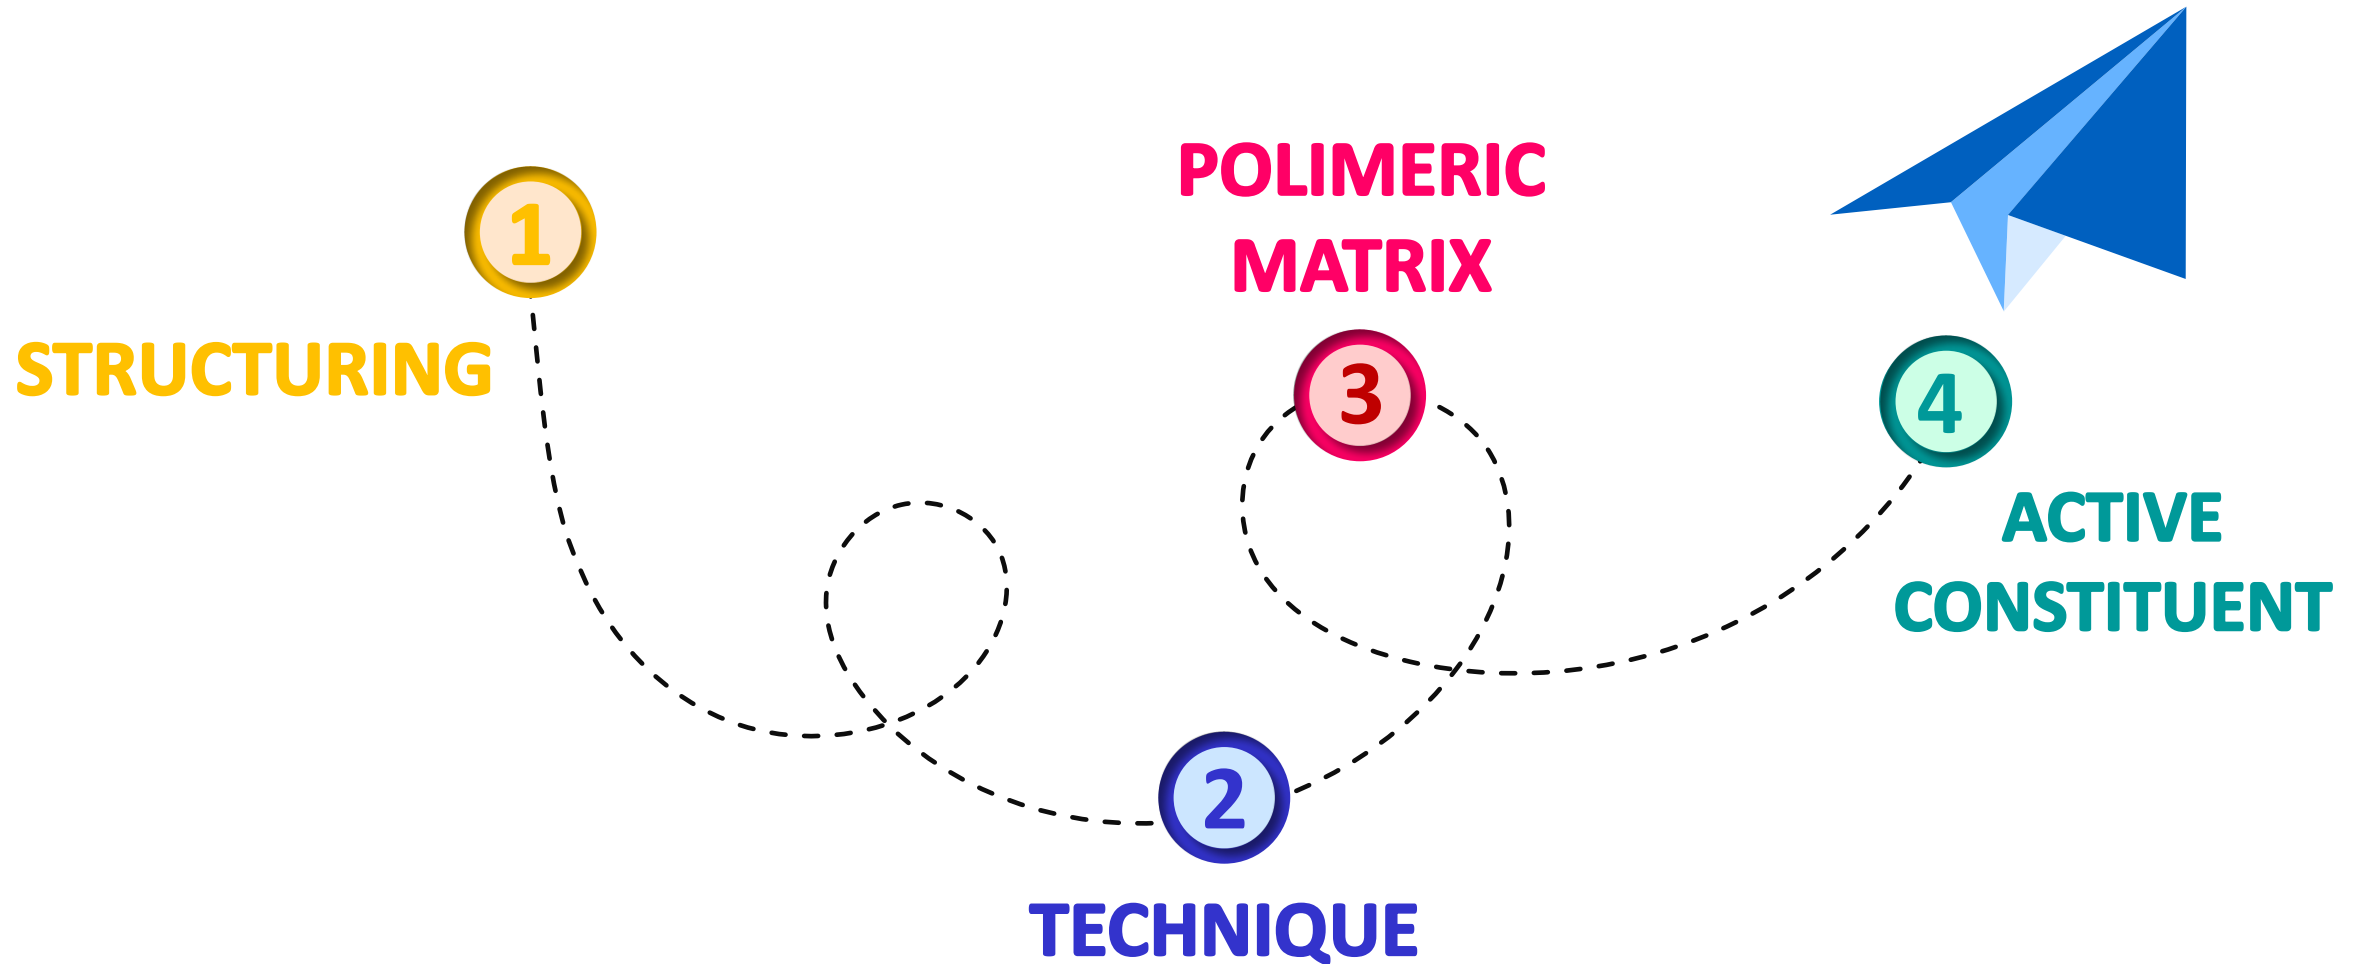 1
STRUCTURING
2
TECHNIQUE
POLIMERIC
MATRIX
3
4
ACTIVE
CONSTITUENT